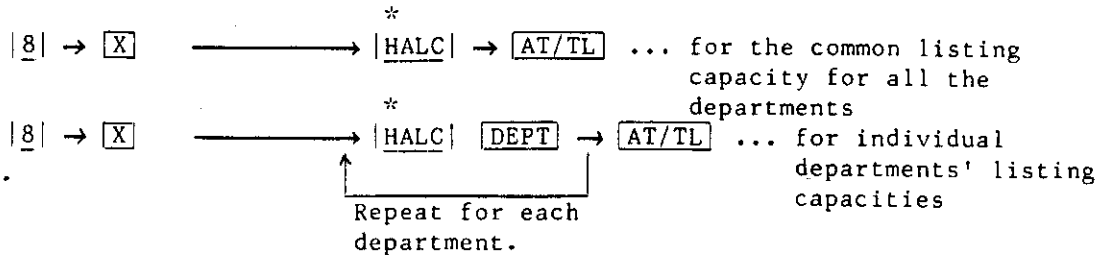 *
|8| → [X] ⟶ |HALC| → [AT/TL] ... for the common listing
capacity for all the
departments
*
|8| → [X] ⟶ |HALC| [DEPT] → [AT/TL] ... for individual
departments' listing
capacities
Repeat for each
department.